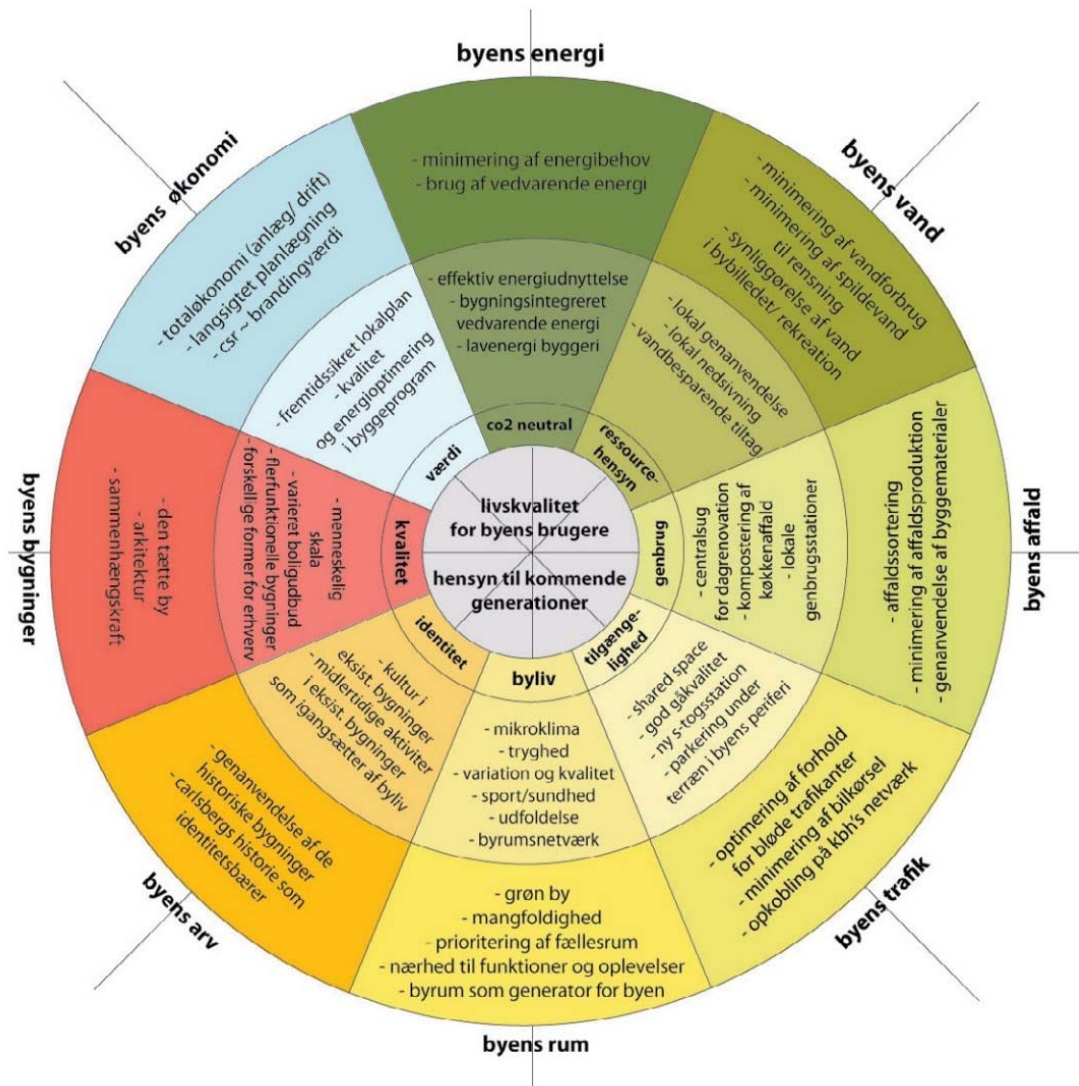 byens energi
- minimering af energibehov
- brug af vedvarende energi
- effektiv energiudnyttelse
- bygningsintegreret
vedvarende energi
- lavenergi byggeri
co2 neutral
byens vand
- minimering af vandforbrug
- minimering af spildevand
til rensning
- synliggørelse af vand
i bybilledet/ rekreation
- lokal genanvendelse
- lokal nedsivning
- vandbesparende tiltag
ressource-
hensyn
byens affald
- affaldssortering
- minimering af affaldsproduktion
- genanvendelse af byggematerialer
- centralsug
for dagrenovation
- kompostering af
køkkenaffald
- lokale
genbrugsstationer
genbrug
byens trafik
- optimering af forhold
for bløde trafikanter
- minimering af bilkørsel
- opkobling på kbh's netværk
- shared space
- god gåkvalitet
- ny s-togsstation
- parkering under
terræn i byens periferi
tilgænge-
lighed
byens rum
byliv
- mikroklima
- tryghed
- variation og kvalitet
- sport/sundhed
- udfoldelse
- byrumsnetværk
- grøn by
- mangfoldighed
- prioritering af fællesrum
- nærhed til funktioner og oplevelser
- byrum som generator for byen
byens arv
- genanvendelse af de
historiske bygninger
- carlsbergs historie som
identitetsbærer
- kultur i
eksist. bygninger
- midlertidige aktiviter
i eksist. bygninger
som igangsætter af byliv
identitet
byens bygninger
- den tætte by
- arkitektur
- sammenhængskraft
- menneskelig
skala
- varieret boligudbud
- flerfunktionelle bygninger
- forskellige former for erhverv
kvalitet
byens økonomi
- totaløkonomi (anlæg/ drift)
- langsigtet planlægning
- csr ~ brandingværdi
- fremtidssikret lokalplan
- kvalitet
og energioptimering
i byggeprogram
værdi
livskvalitet
for byens brugere
hensyn til kommende
generationer